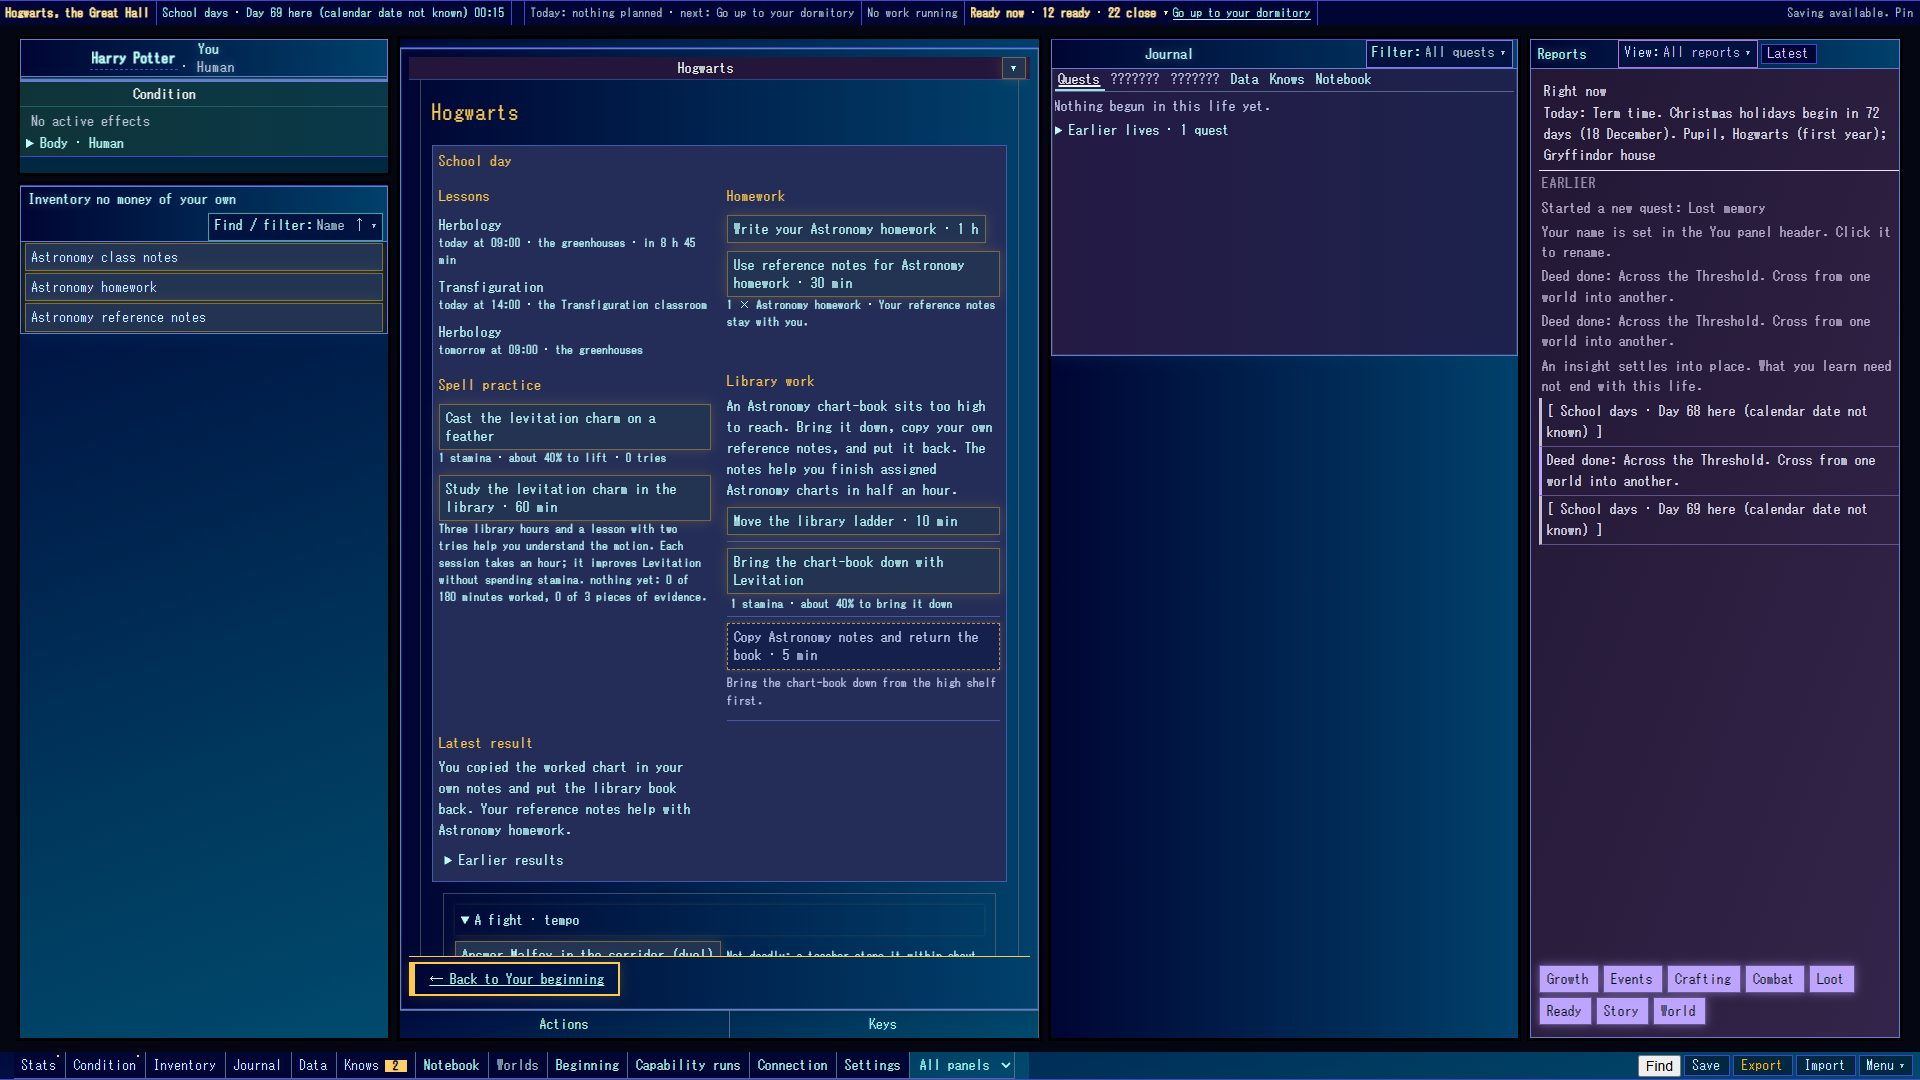 Hogwarts, the Great Hall
School days · Day 69 here (calendar date not known) 00:15
Today: nothing planned · next: Go up to your dormitory
No work running
Ready now · 12 ready · 22 close ▾ Go up to your dormitory
Saving available. Pin
Harry Potter · You
Human
Condition
No active effects
▶ Body · Human
Inventory no money of your own
Find / filter: Name ↑ ▾
Astronomy class notes
Astronomy homework
Astronomy reference notes
Hogwarts
▾
Hogwarts
School day
Lessons
Herbology
today at 09:00 · the greenhouses · in 8 h 45
min
Transfiguration
today at 14:00 · the Transfiguration classroom
Herbology
tomorrow at 09:00 · the greenhouses
Spell practice
Cast the levitation charm on a
feather
1 stamina · about 40% to lift · 0 tries
Study the levitation charm in the
library · 60 min
Three library hours and a lesson with two
tries help you understand the motion. Each
session takes an hour; it improves Levitation
without spending stamina. nothing yet: 0 of
180 minutes worked, 0 of 3 pieces of evidence.
Homework
Write your Astronomy homework · 1 h
Use reference notes for Astronomy
homework · 30 min
1 × Astronomy homework · Your reference notes
stay with you.
Library work
An Astronomy chart-book sits too high
to reach. Bring it down, copy your own
reference notes, and put it back. The
notes help you finish assigned
Astronomy charts in half an hour.
Move the library ladder · 10 min
Bring the chart-book down with
Levitation
1 stamina · about 40% to bring it down
Copy Astronomy notes and return the
book · 5 min
Bring the chart-book down from the high shelf
first.
Latest result
You copied the worked chart in your
own notes and put the library book
back. Your reference notes help with
Astronomy homework.
▶ Earlier results
▼ A fight · tempo
Answer Malfoy in the corridor (duel)
Not deadly: a teacher stops it within about
← Back to Your beginning
Actions
Keys
Journal
Filter: All quests ▾
Quests ??????? ??????? Data Knows Notebook
Nothing begun in this life yet.
▶ Earlier lives · 1 quest
Reports
View: All reports ▾
Latest
Right now
Today: Term time. Christmas holidays begin in 72
days (18 December). Pupil, Hogwarts (first year);
Gryffindor house
EARLIER
Started a new quest: Lost memory
Your name is set in the You panel header. Click it
to rename.
Deed done: Across the Threshold. Cross from one
world into another.
Deed done: Across the Threshold. Cross from one
world into another.
An insight settles into place. What you learn need
not end with this life.
[ School days · Day 68 here (calendar date not
known) ]
Deed done: Across the Threshold. Cross from one
world into another.
[ School days · Day 69 here (calendar date not
known) ]
Growth Events Crafting Combat Loot
Ready Story World
Stats Condition Inventory Journal Data Knows 2 Notebook Worlds Beginning Capability runs Connection Settings All panels
Find Save Export Import Menu ▾